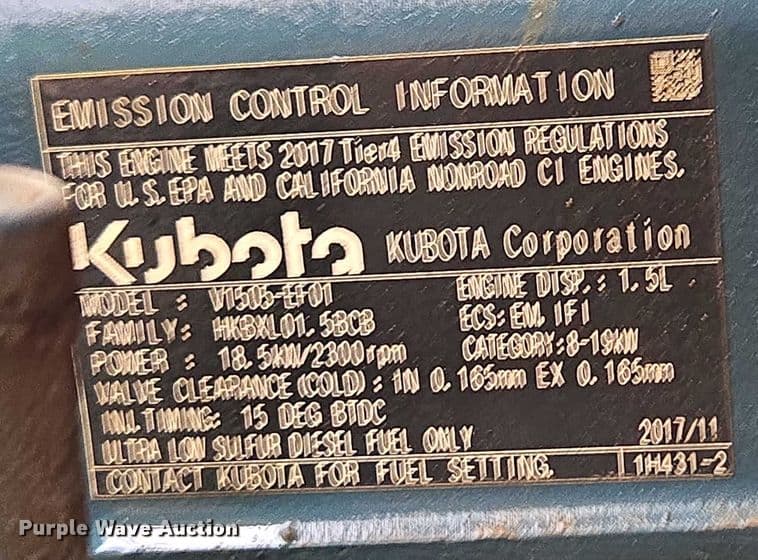 EMISSION CONTROL INFORMATION
THIS ENGINE MEETS 2017 Tier4 EMISSION REGULATIONS
FOR U.S. EPA AND CALIFORNIA NONROAD CI ENGINES.
Kubota KUBOTA Corporation
MODEL : V1505-EF01 ENGINE DISP.: 1.5L
FAMILY: HKBXL01.5BCB ECS: EM, IFI
POWER : 18.5kW/2300rpm CATEGORY:8-19kW
VALVE CLEARANCE (COLD) : IN 0.165mm EX 0.165mm
INJ. TIMING: 15 DEG BTDC
ULTRA LOW SULFUR DIESEL FUEL ONLY 2017/11
CONTACT KUBOTA FOR FUEL SETTING. 1H431-2
Purple Wave Auction